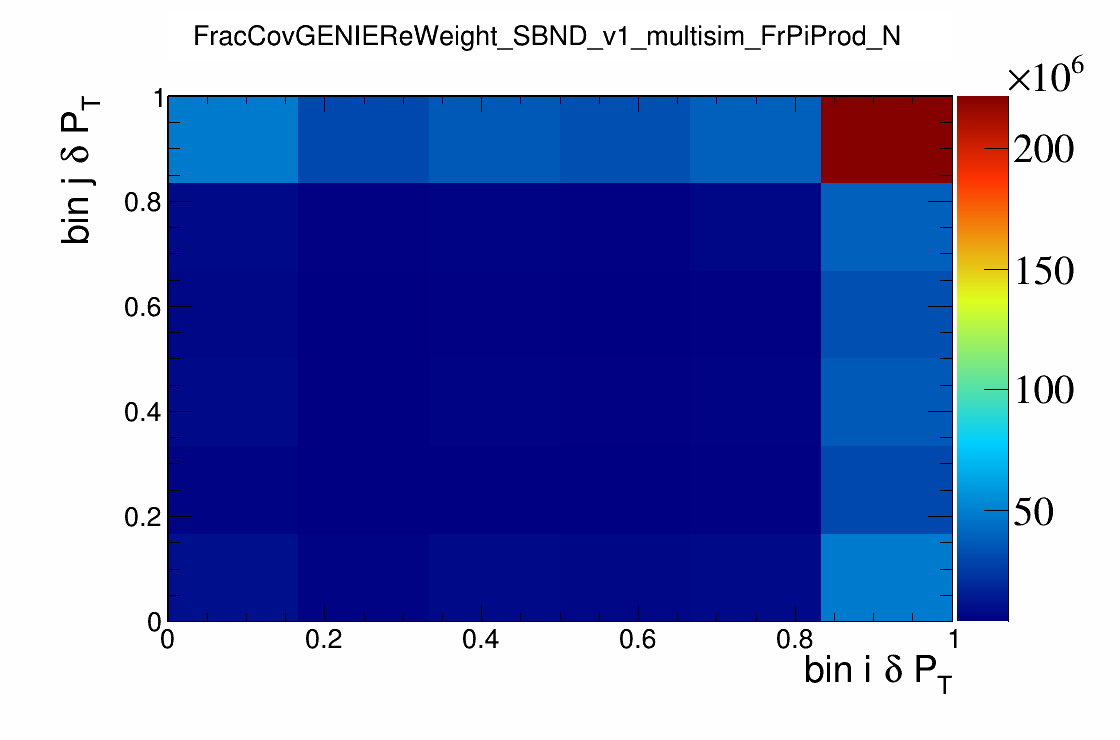 FracCovGENIEReWeight_SBND_v1_multisim_FrPiProd_N
×10⁶
bin j δ P_T
1
0.8
0.6
0.4
0.2
0
0 0.2 0.4 0.6 0.8 1
bin i δ P_T
200
150
100
50